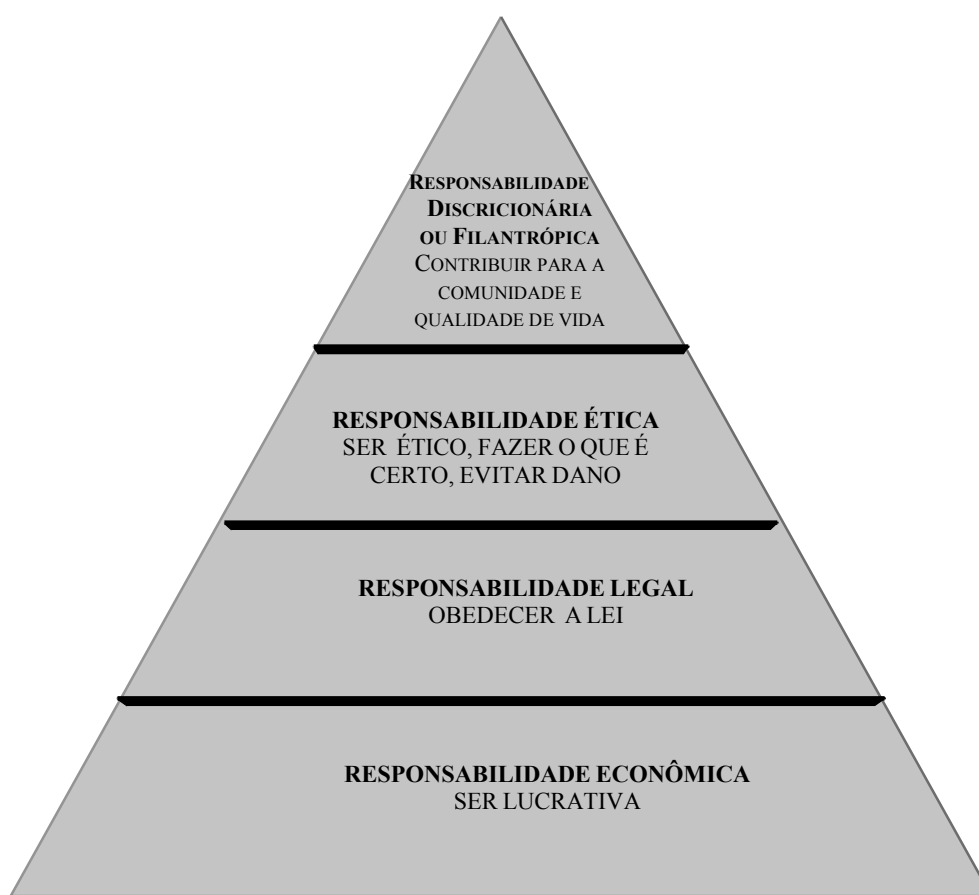 RESPONSABILIDADE
DISCRICIONÁRIA
OU FILANTRÓPICA
CONTRIBUIR PARA A
COMUNIDADE E
QUALIDADE DE VIDA
RESPONSABILIDADE ÉTICA
SER ÉTICO, FAZER O QUE É
CERTO, EVITAR DANO
RESPONSABILIDADE LEGAL
OBEDECER A LEI
RESPONSABILIDADE ECONÔMICA
SER LUCRATIVA